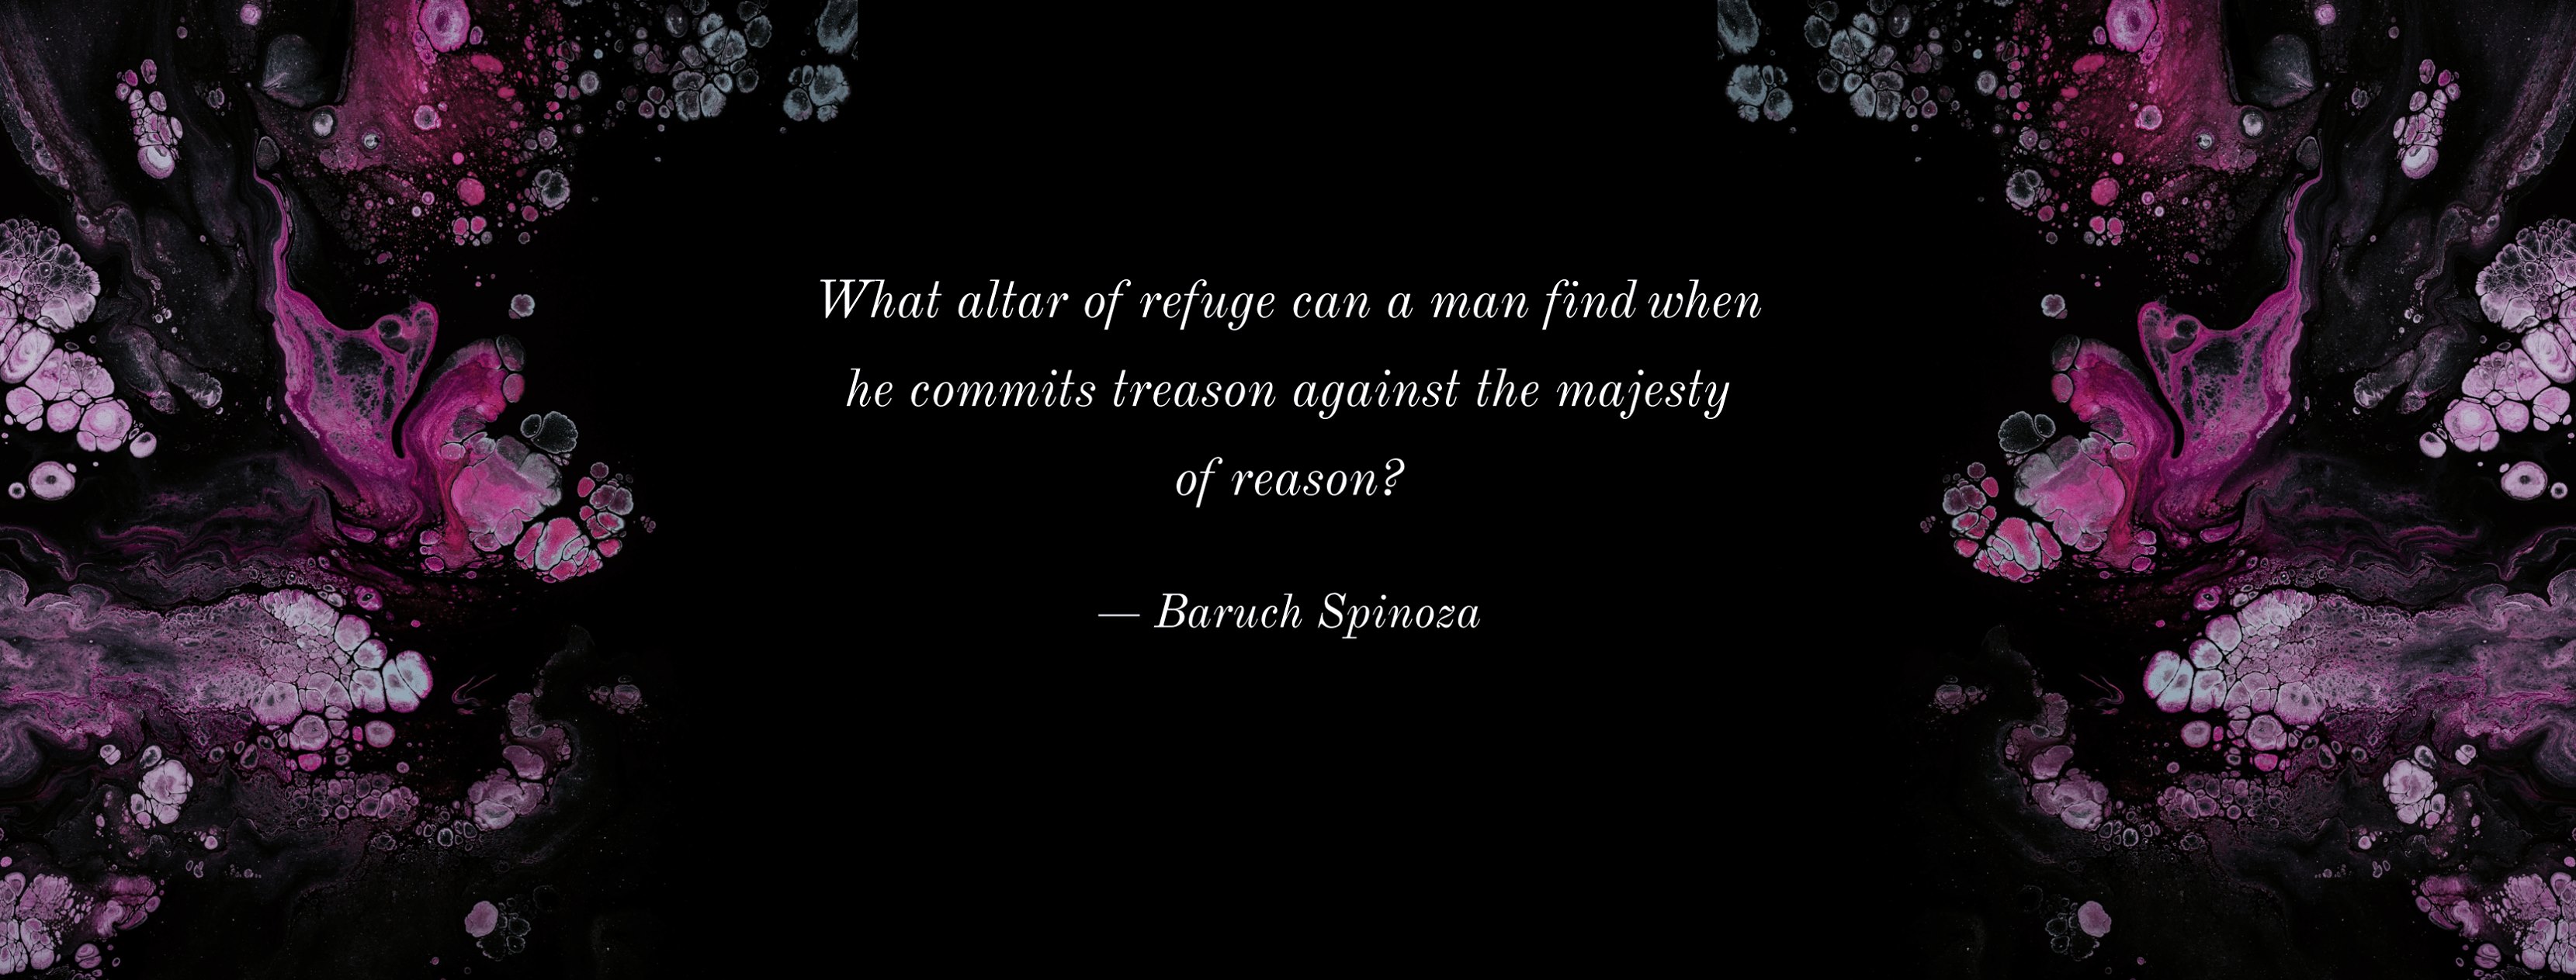 What altar of refuge can a man find when
he commits treason against the majesty
of reason?
— Baruch Spinoza